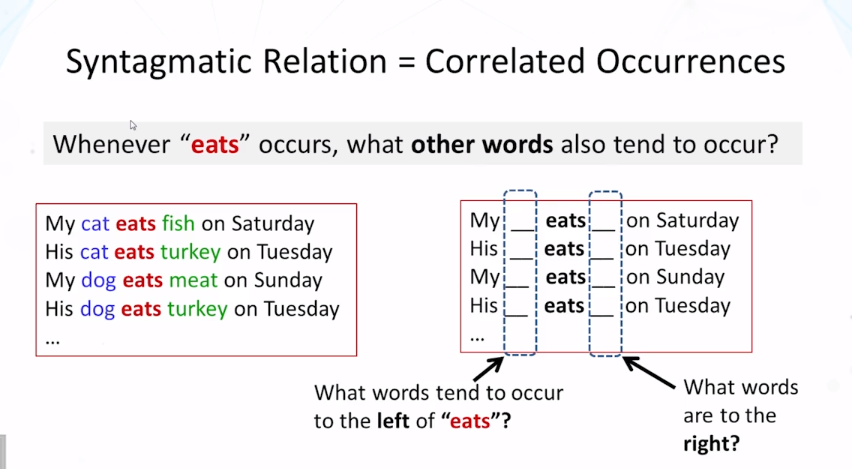 Syntagmatic Relation = Correlated Occurrences
Whenever “eats” occurs, what other words also tend to occur?
My cat eats fish on Saturday
His cat eats turkey on Tuesday
My dog eats meat on Sunday
His dog eats turkey on Tuesday
...
My __ eats __ on Saturday
His __ eats __ on Tuesday
My __ eats __ on Sunday
His __ eats __ on Tuesday
...
What words tend to occur
to the left of “eats”?
What words
are to the
right?